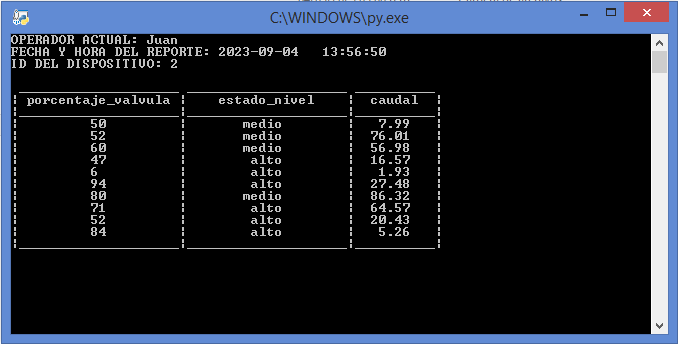 C:\WINDOWS\py.exe
OPERADOR ACTUAL: Juan
FECHA Y HORA DEL REPORTE: 2023-09-04 13:56:50
ID DEL DISPOSITIVO: 2
porcentaje_valvula estado_nivel caudal
50 medio 7.99
52 medio 76.01
60 medio 56.98
47 alto 16.57
6 alto 1.93
94 alto 27.48
80 medio 86.32
71 alto 64.57
52 alto 20.43
84 alto 5.26